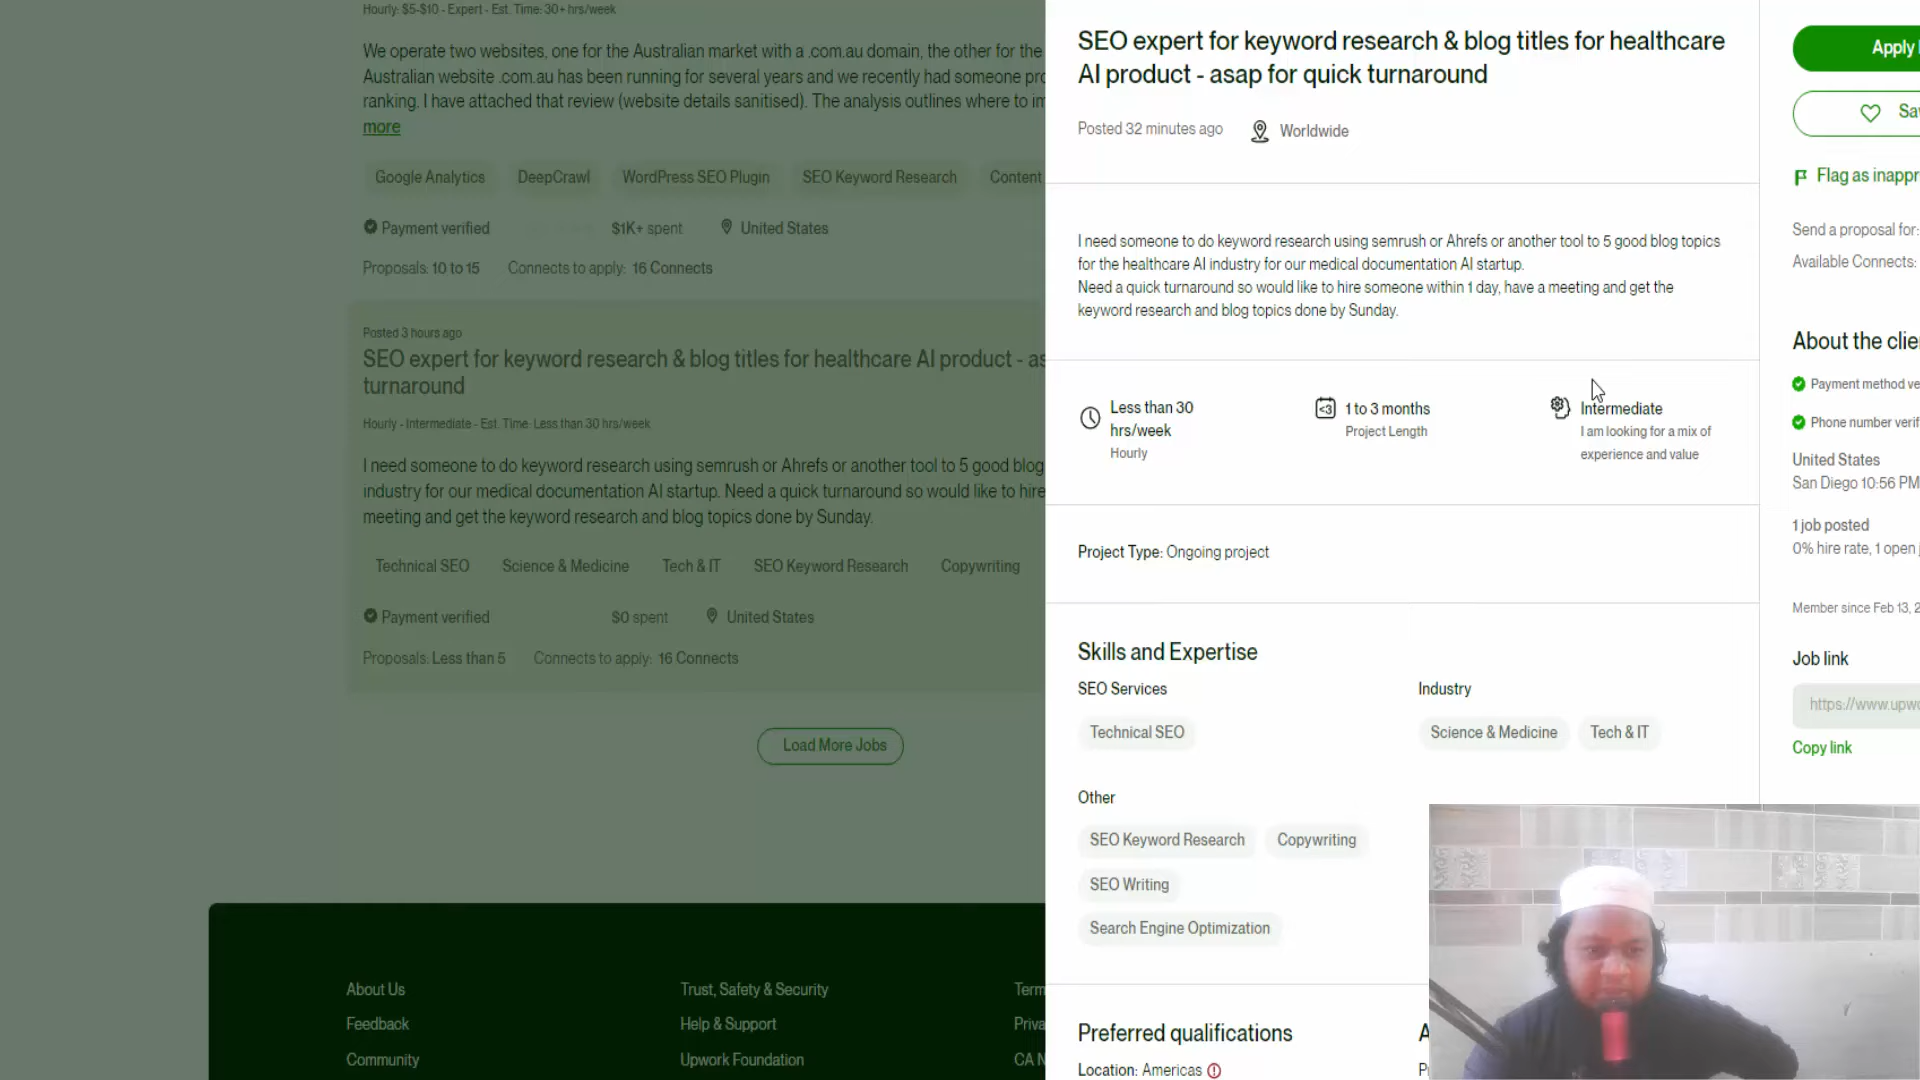 Hourly: $5-$10 - Expert - Est. Time: 30+ hrs/week
We operate two websites, one for the Australian market with a .com.au domain, the other for the
Australian website .com.au has been running for several years and we recently had someone pro
ranking. I have attached that review (website details sanitised). The analysis outlines where to im
more
Google Analytics DeepCrawl WordPress SEO Plugin SEO Keyword Research Content
Payment verified $1K+ spent United States
Proposals: 10 to 15 Connects to apply: 16 Connects
Posted 3 hours ago
SEO expert for keyword research & blog titles for healthcare AI product - as
turnaround
Hourly - Intermediate - Est. Time: Less than 30 hrs/week
I need someone to do keyword research using semrush or Ahrefs or another tool to 5 good blog
industry for our medical documentation AI startup. Need a quick turnaround so would like to hire
meeting and get the keyword research and blog topics done by Sunday.
Technical SEO Science & Medicine Tech & IT SEO Keyword Research Copywriting
Payment verified $0 spent United States
Proposals: Less than 5 Connects to apply: 16 Connects
Load More Jobs
About Us Trust, Safety & Security Term
Feedback Help & Support Priva
Community Upwork Foundation CA N
SEO expert for keyword research & blog titles for healthcare
AI product - asap for quick turnaround
Posted 32 minutes ago Worldwide
I need someone to do keyword research using semrush or Ahrefs or another tool to 5 good blog topics
for the healthcare AI industry for our medical documentation AI startup.
Need a quick turnaround so would like to hire someone within 1 day, have a meeting and get the
keyword research and blog topics done by Sunday.
Less than 30
hrs/week
Hourly
<3 1 to 3 months
Project Length
Intermediate
I am looking for a mix of
experience and value
Project Type: Ongoing project
Skills and Expertise
SEO Services
Technical SEO
Industry
Science & Medicine Tech & IT
Other
SEO Keyword Research Copywriting
SEO Writing
Search Engine Optimization
Preferred qualifications
Location: Americas
Apply
Sav
Flag as inappr
Send a proposal for:
Available Connects:
About the clie
Payment method ve
Phone number verif
United States
San Diego 10:56 PM
1 job posted
0% hire rate, 1 open j
Member since Feb 13, 2
Job link
https://www.upwo
Copy link